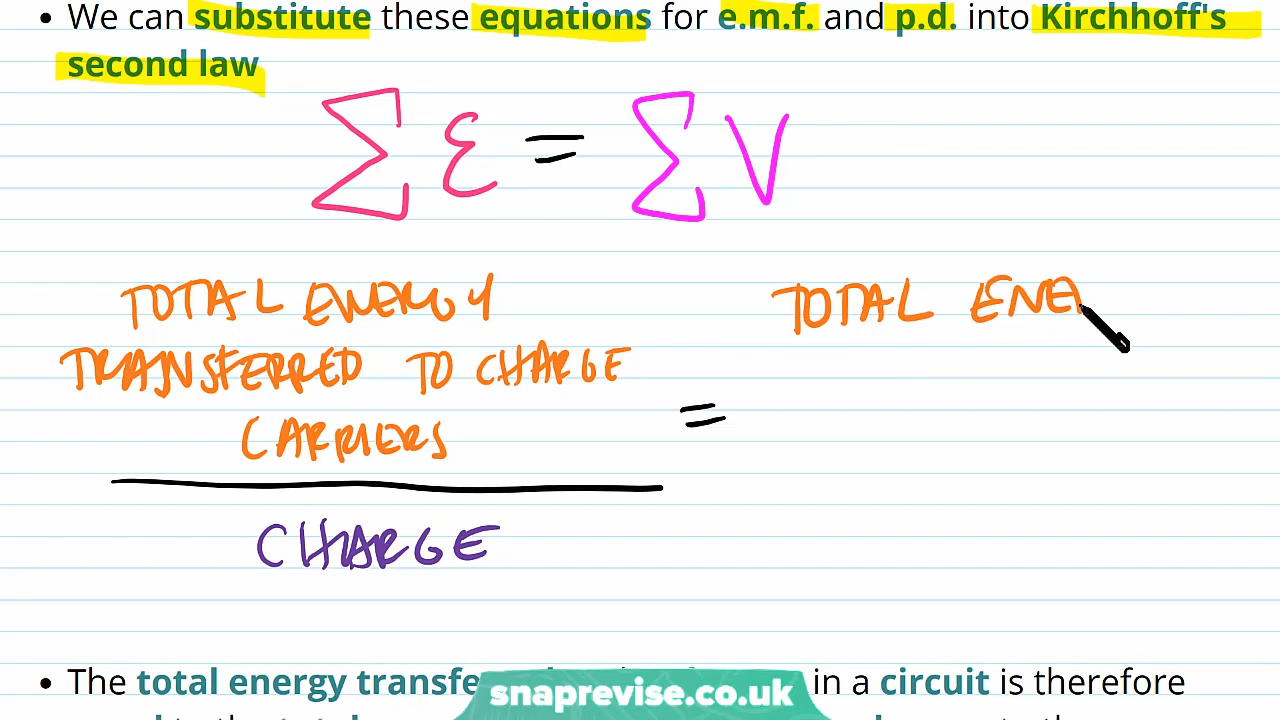 • We can substitute these equations for e.m.f. and p.d. into Kirchhoff's
second law
∑ ε = ∑ V
TOTAL ENERGY
TRANSFERRED TO CHARGE
CARRIERS
CHARGE
=
TOTAL ENE
• The total energy transfe
in a circuit is therefore
snaprevise.co.uk